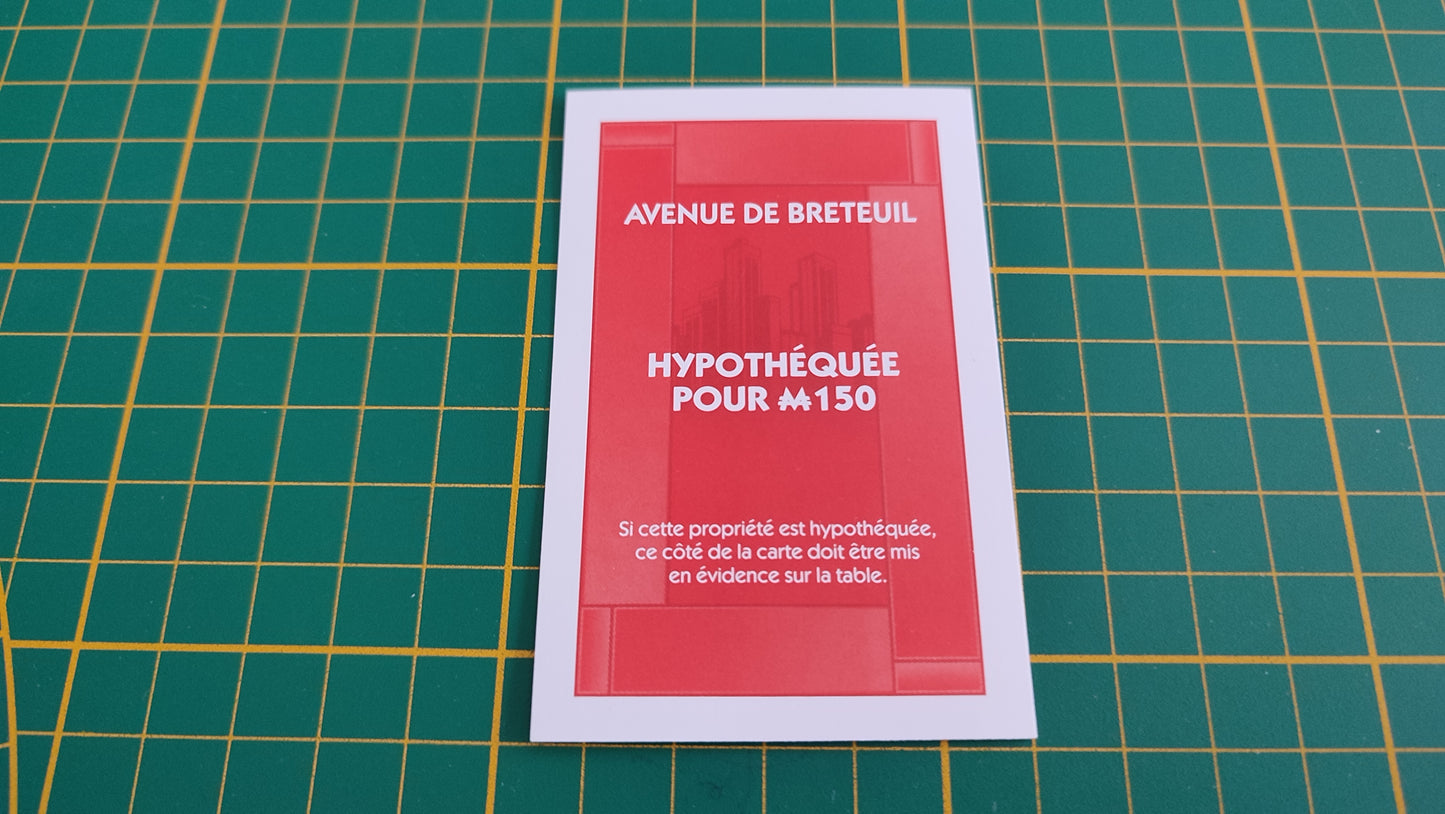 AVENUE DE BRETEUIL
HYPOTHÉQUÉE
POUR ₩150
Si cette propriété est hypothéquée,
ce côté de la carte doit être mis
en évidence sur la table.